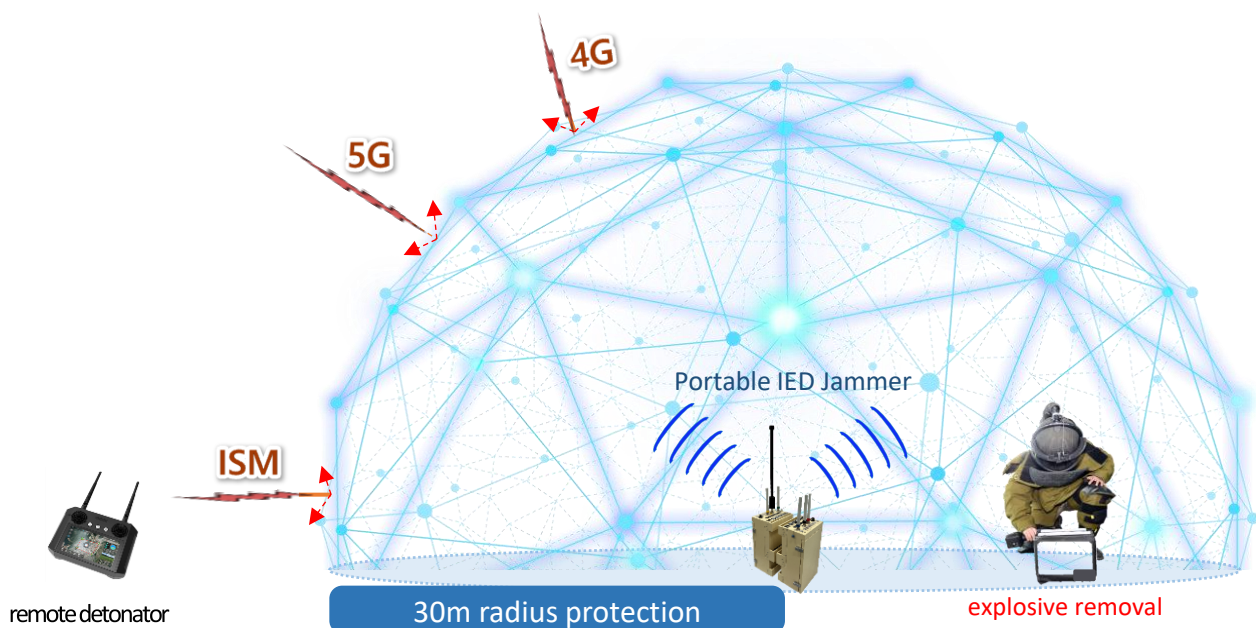 4G
5G
Portable IED Jammer
ISM
remote detonator
30m radius protection
explosive removal